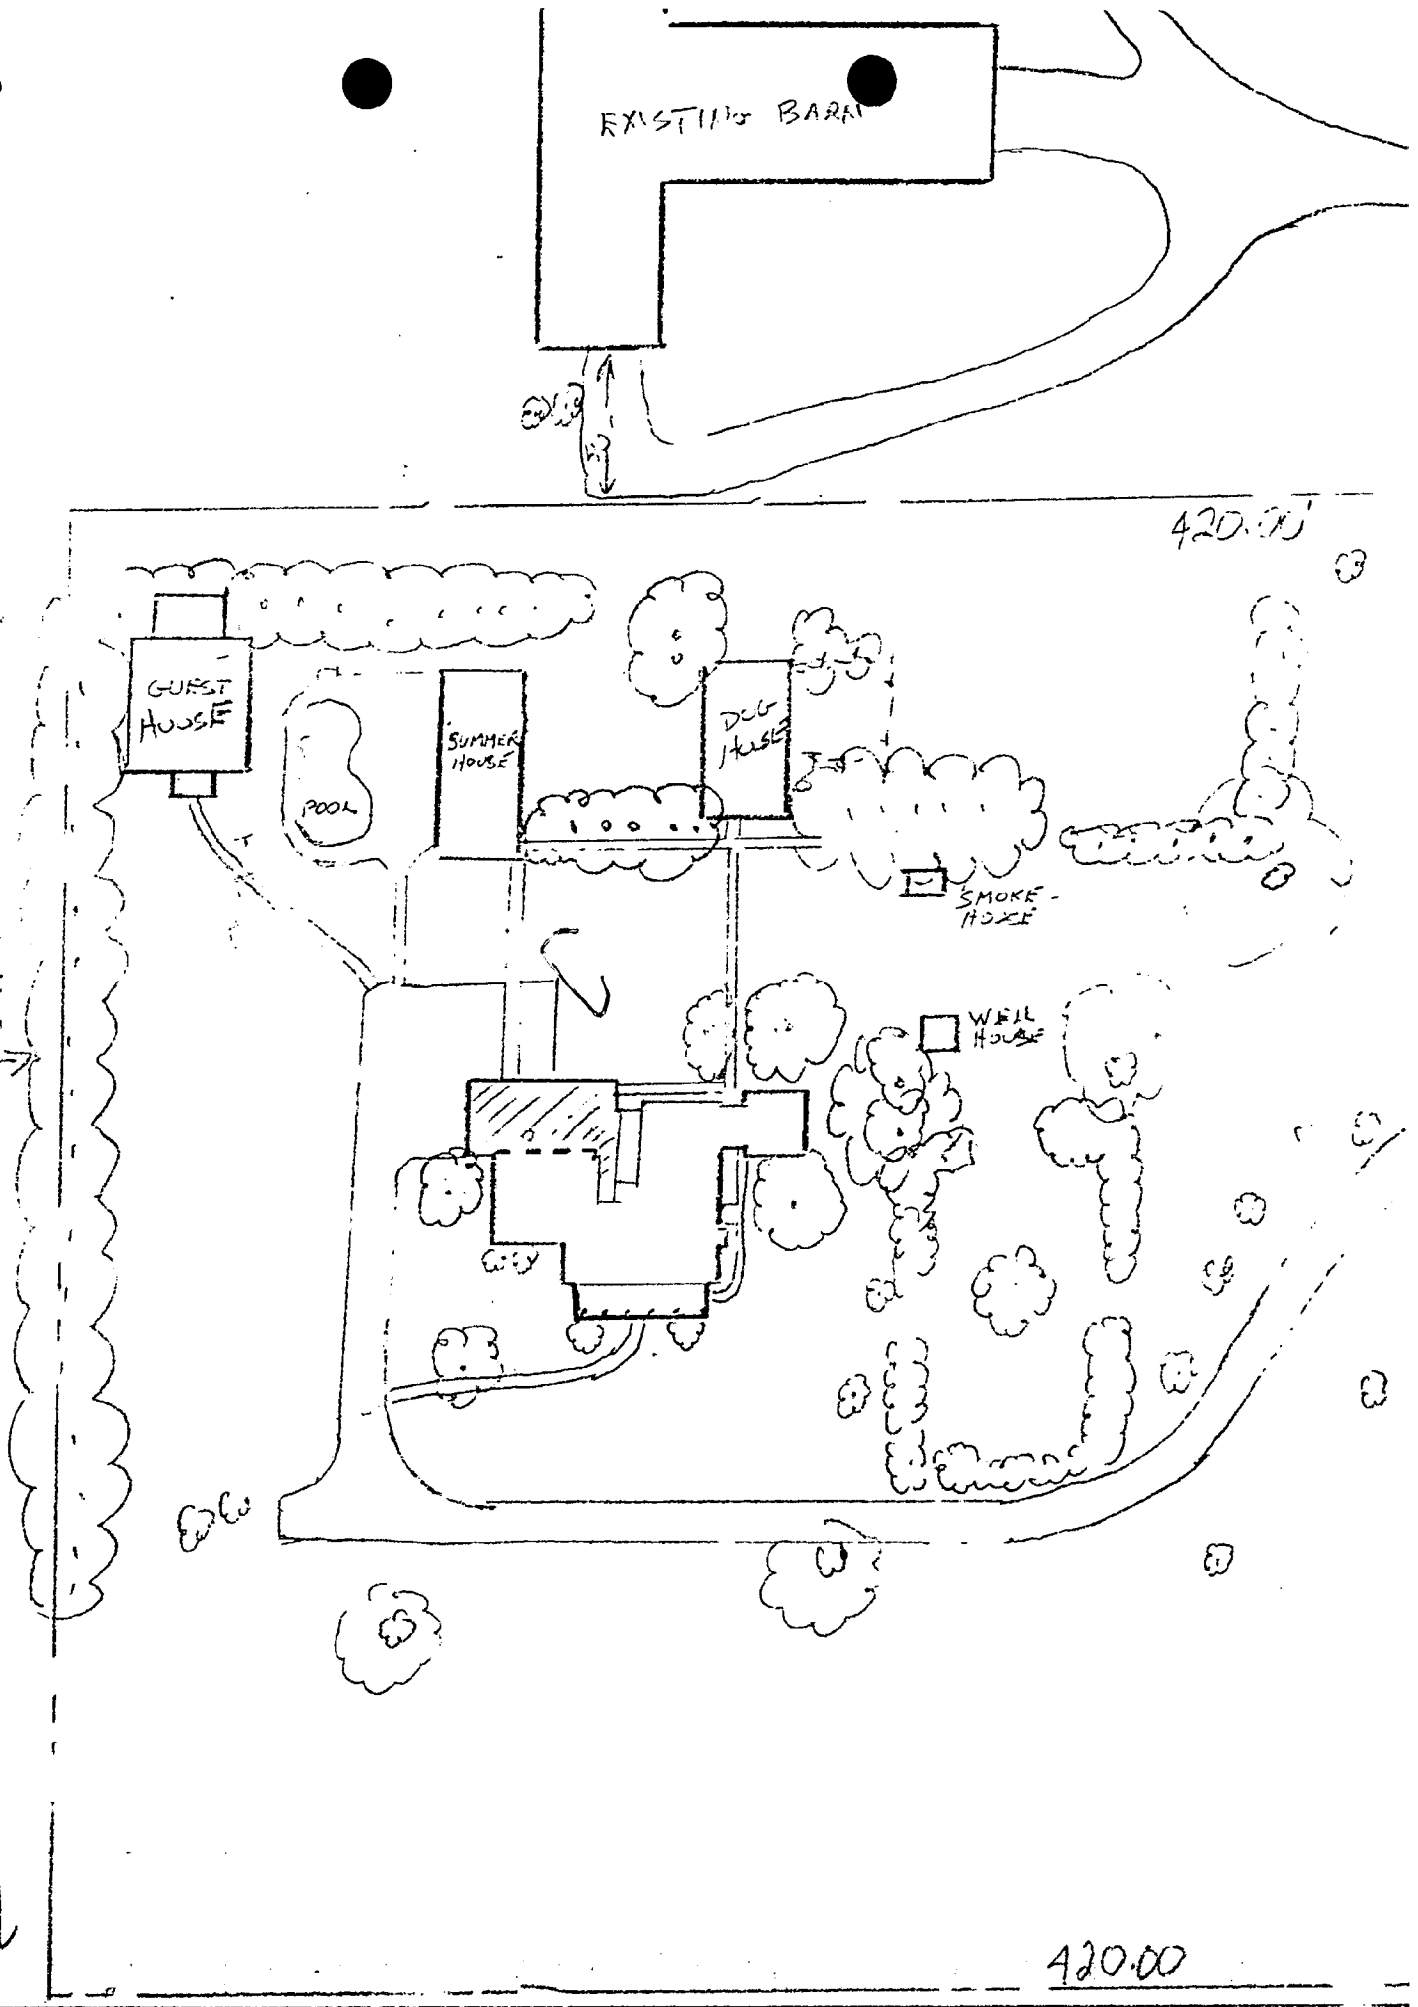 EXISTING BARN
420.00'
GUEST
HOUSE
SUMMER
HOUSE
DOG
HOUSE
POOL
SMOKE-
HOUSE
WELL
HOUSE
420.00